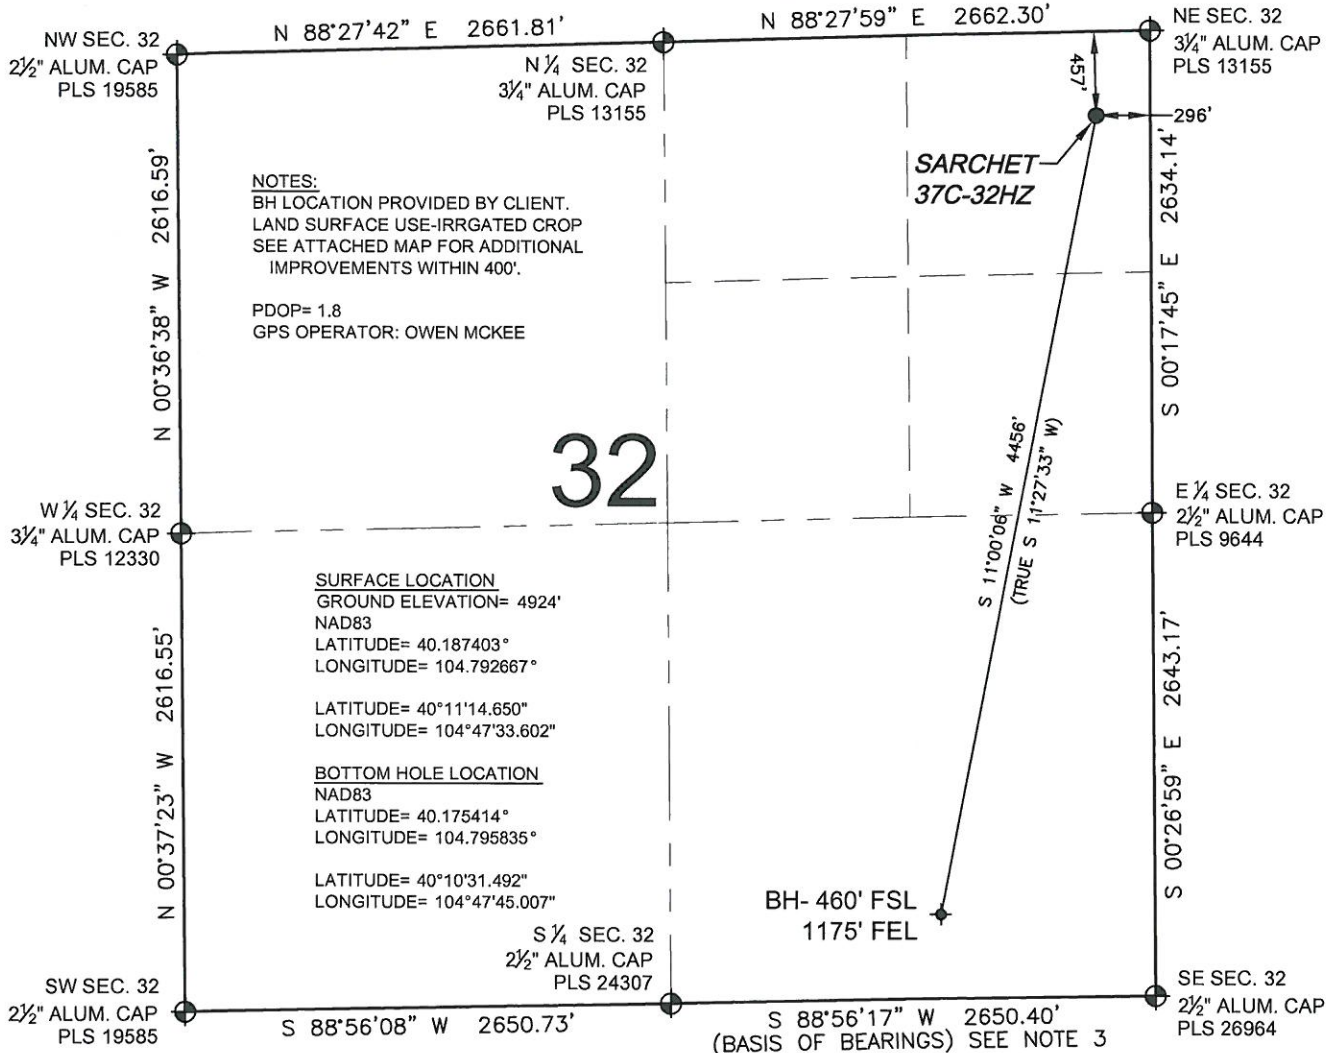 N 88°27'42" E 2661.81'
N 88°27'59" E 2662.30'
NW SEC. 32
2½" ALUM. CAP
PLS 19585
N ¼ SEC. 32
3¼" ALUM. CAP
PLS 13155
NE SEC. 32
3¼" ALUM. CAP
PLS 13155
457'
296'
SARCHET
37C-32HZ
NOTES:
BH LOCATION PROVIDED BY CLIENT.
LAND SURFACE USE-IRRGATED CROP
SEE ATTACHED MAP FOR ADDITIONAL
IMPROVEMENTS WITHIN 400'.
PDOP= 1.8
GPS OPERATOR: OWEN MCKEE
N 00°36'38" W 2616.59'
S 00°17'45" E 2634.14'
32
W ¼ SEC. 32
3¼" ALUM. CAP
PLS 12330
E ¼ SEC. 32
2½" ALUM. CAP
PLS 9644
S 11°00'06" W 4456'
(TRUE S 11°27'33" W)
SURFACE LOCATION
GROUND ELEVATION= 4924'
NAD83
LATITUDE= 40.187403°
LONGITUDE= 104.792667°
LATITUDE= 40°11'14.650"
LONGITUDE= 104°47'33.602"
BOTTOM HOLE LOCATION
NAD83
LATITUDE= 40.175414°
LONGITUDE= 104.795835°
LATITUDE= 40°10'31.492"
LONGITUDE= 104°47'45.007"
N 00°37'23" W 2616.55'
S 00°26'59" E 2643.17'
BH- 460' FSL
1175' FEL
S ¼ SEC. 32
2½" ALUM. CAP
PLS 24307
SW SEC. 32
2½" ALUM. CAP
PLS 19585
SE SEC. 32
2½" ALUM. CAP
PLS 26964
S 88°56'08" W 2650.73'
S 88°56'17" W 2650.40'
(BASIS OF BEARINGS) SEE NOTE 3